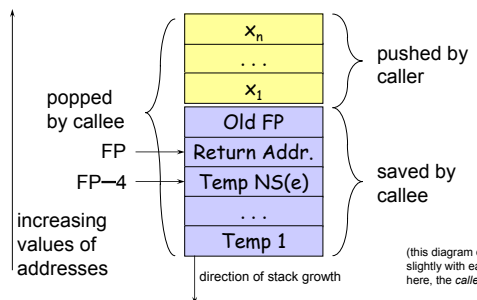 xn
. . .
x1
pushed by
caller
popped
by callee
Old FP
FP
Return Addr.
FP—4
Temp NS(e)
saved by
callee
. . .
Temp 1
increasing
values of
addresses
direction of stack growth
(this diagram
slightly with
here, the